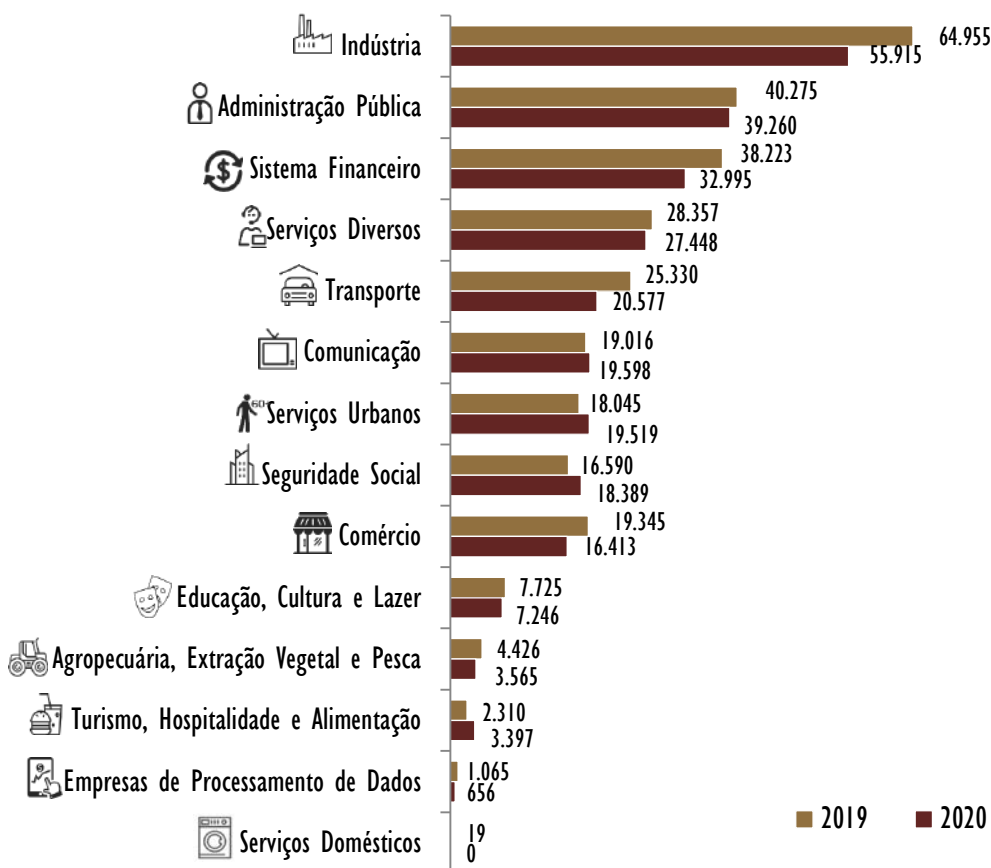 Indústria
64.955
55.915
Administração Pública
40.275
39.260
Sistema Financeiro
38.223
32.995
Serviços Diversos
28.357
27.448
Transporte
25.330
20.577
Comunicação
19.016
19.598
60+
Serviços Urbanos
18.045
19.519
Seguridade Social
16.590
18.389
Comércio
19.345
16.413
Educação, Cultura e Lazer
7.725
7.246
Agropecuária, Extração Vegetal e Pesca
4.426
3.565
Turismo, Hospitalidade e Alimentação
2.310
3.397
Empresas de Processamento de Dados
1.065
656
Serviços Domésticos
19
0
2019 2020